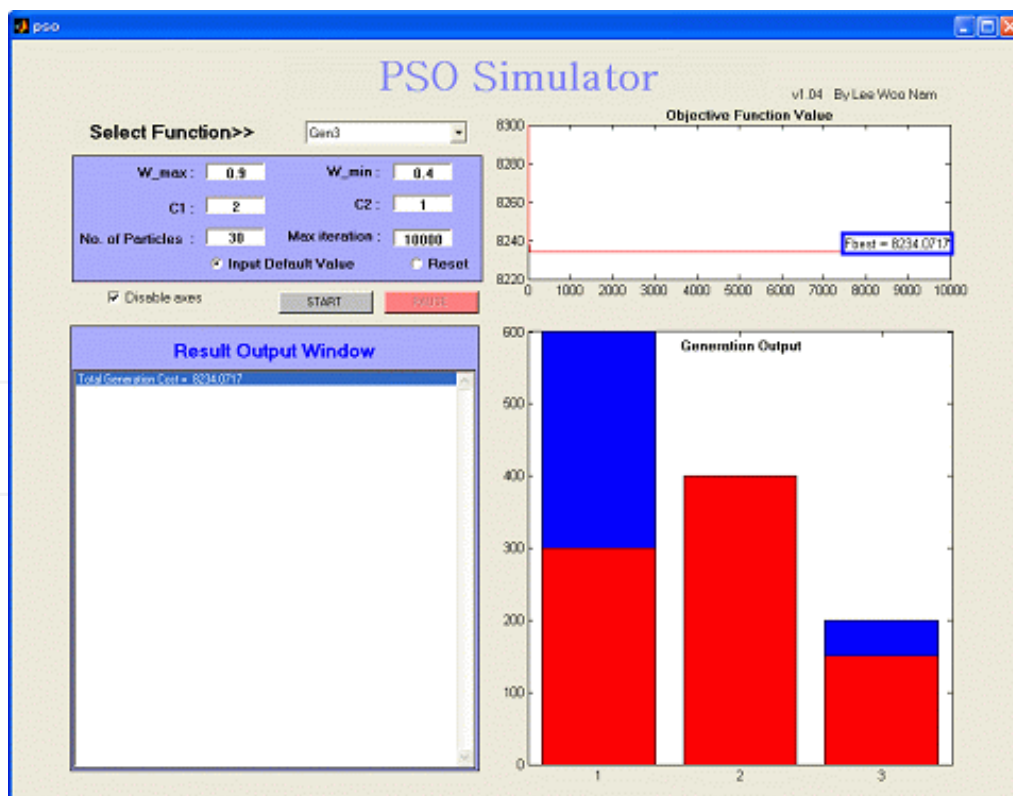 pso
PSO Simulator
v1.04 By Lee Woo Nam
Select Function>>
Gen3
W_max : 0.9 W_min : 0.4
C1 : 2 C2 : 1
No. of Particles : 30 Max iteration : 10000
Input Default Value Reset
Disable axes START PAUSE
Result Output Window
Total Generation Cost = 8234.0717
Objective Function Value
8300
8280
8260
8240
8220
Fbest = 8234.0717
0 1000 2000 3000 4000 5000 6000 7000 8000 9000 10000
Generation Output
600
500
400
300
200
100
0
1 2 3